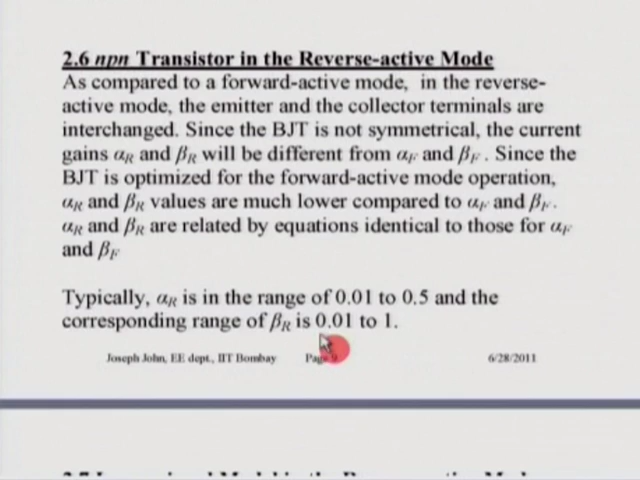 2.6 npn Transistor in the Reverse-active Mode
As compared to a forward-active mode, in the reverse-
active mode, the emitter and the collector terminals are
interchanged. Since the BJT is not symmetrical, the current
gains αR and βR will be different from αF and βF. Since the
BJT is optimized for the forward-active mode operation,
αR and βR values are much lower compared to αF and βF.
αR and βR are related by equations identical to those for αF
and βF
Typically, αR is in the range of 0.01 to 0.5 and the
corresponding range of βR is 0.01 to 1.
Joseph John, EE dept., IIT Bombay Page 9 6/28/2011